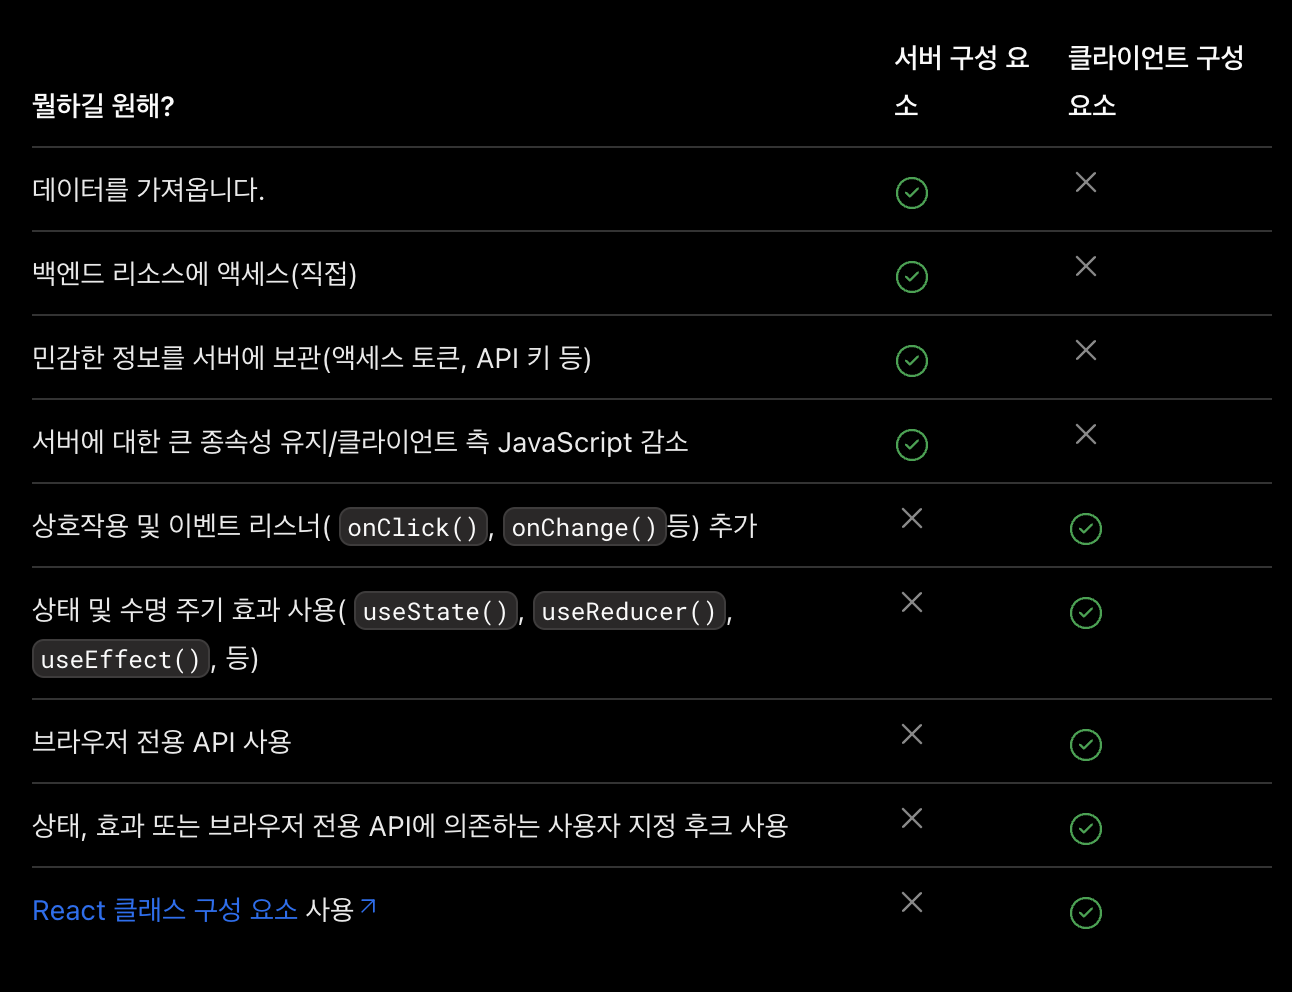 뭘하길 원해?
서버 구성 요
소
클라이언트 구성
요소
데이터를 가져옵니다.
백엔드 리소스에 액세스(직접)
민감한 정보를 서버에 보관(액세스 토큰, API 키 등)
서버에 대한 큰 종속성 유지/클라이언트 측 JavaScript 감소
상호작용 및 이벤트 리스너( onClick(), onChange()등) 추가
상태 및 수명 주기 효과 사용( useState(), useReducer(),
useEffect(), 등)
브라우저 전용 API 사용
상태, 효과 또는 브라우저 전용 API에 의존하는 사용자 지정 후크 사용
React 클래스 구성 요소 사용